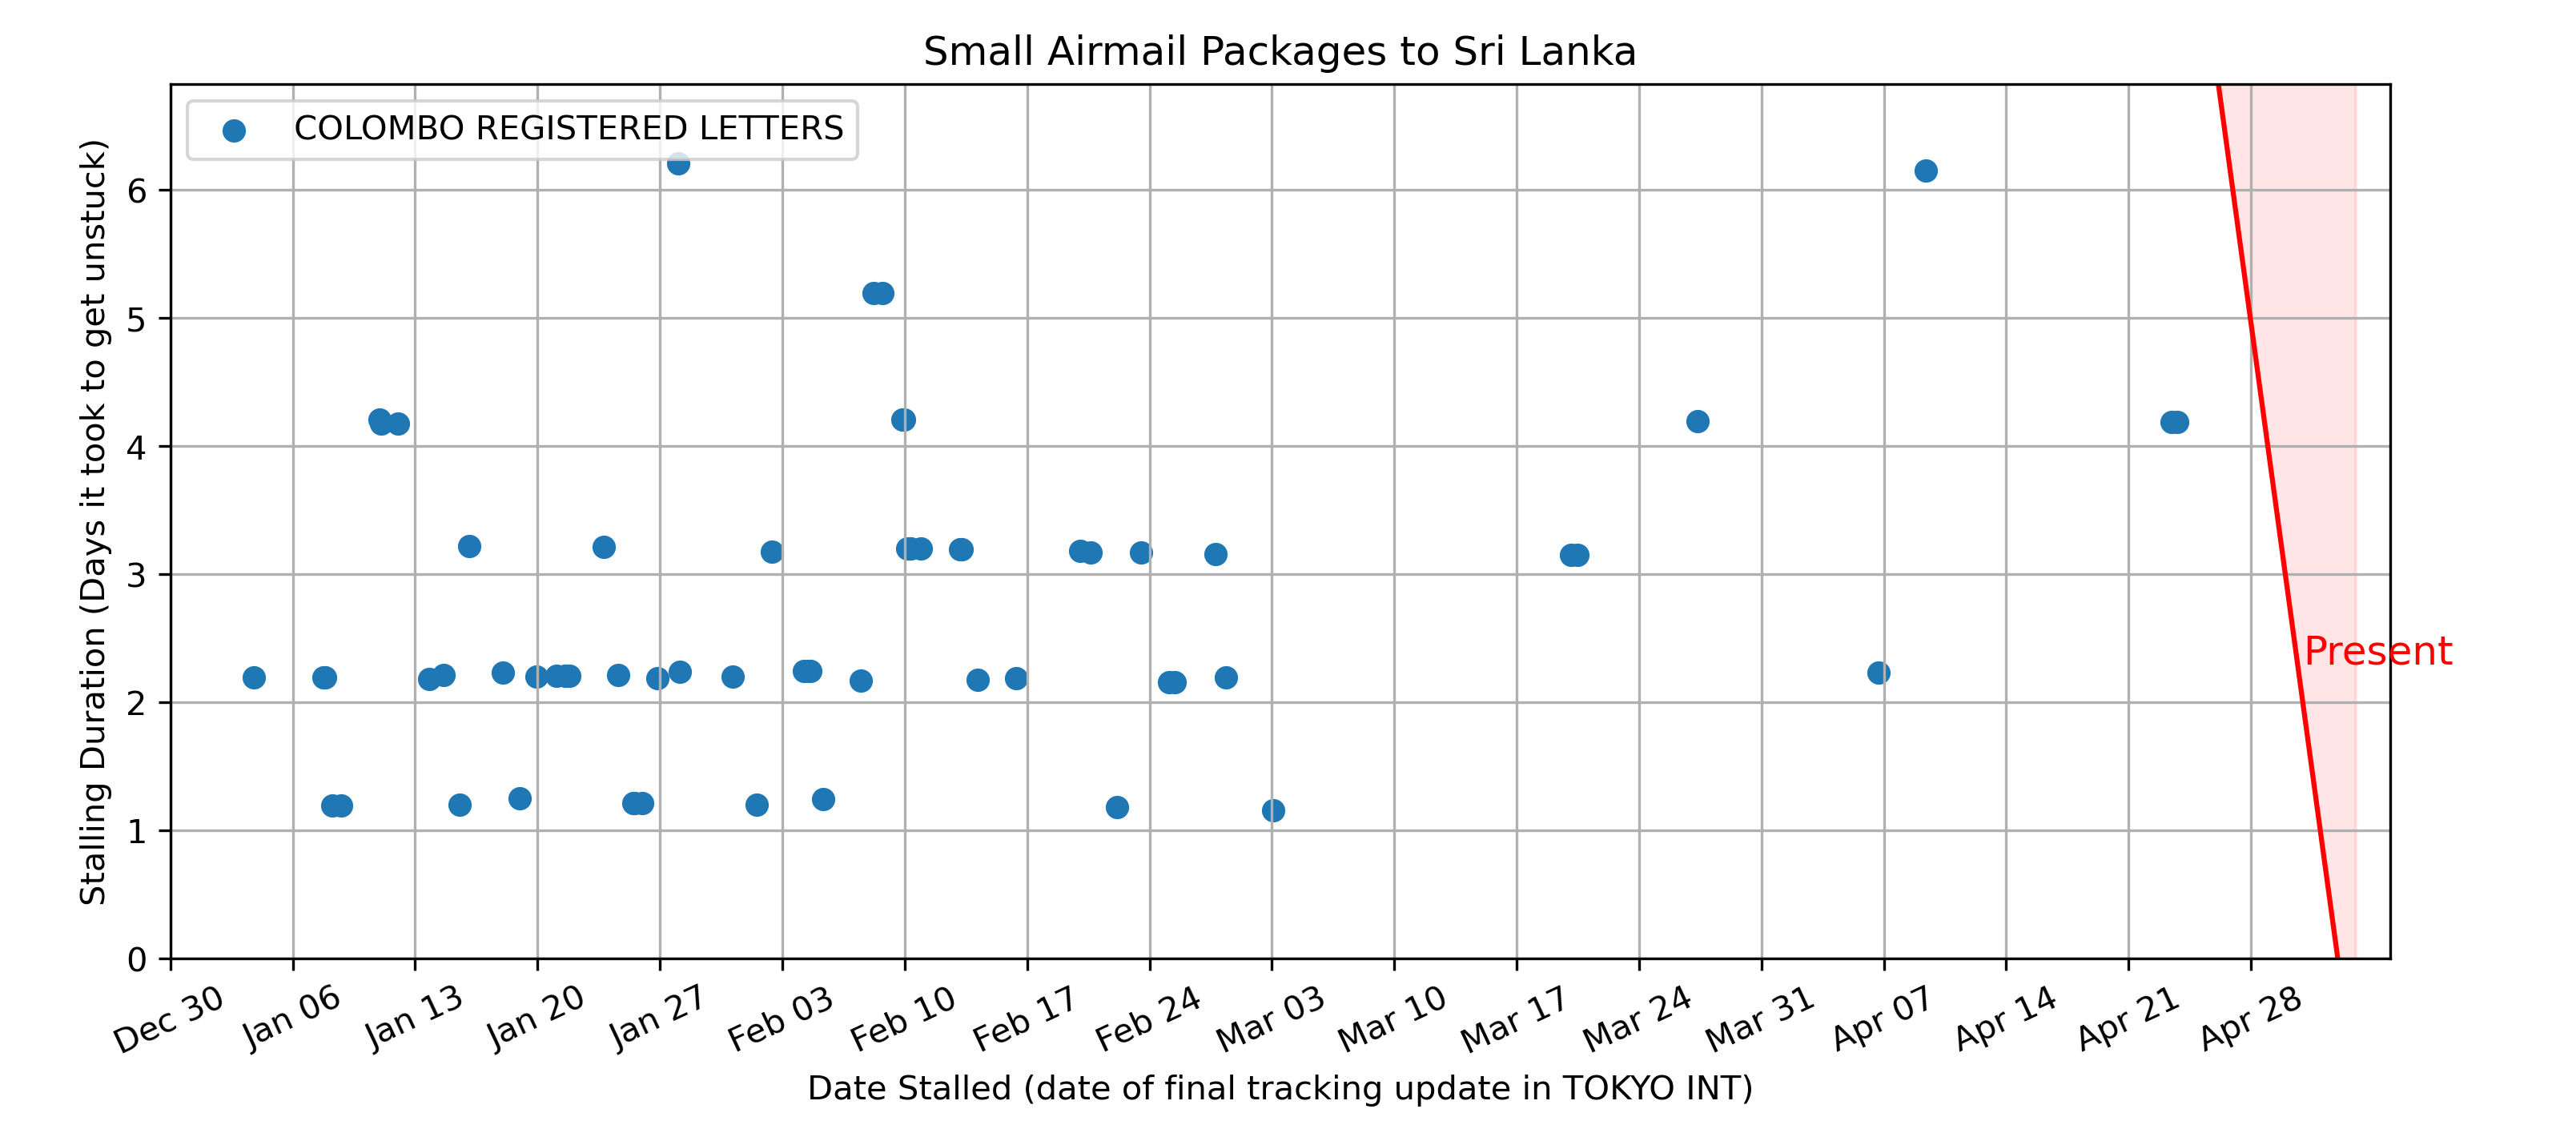 Small Airmail Packages to Sri Lanka
COLOMBO REGISTERED LETTERS
Stalling Duration (Days it took to get unstuck)
6
5
4
3
2
1
0
Present
Dec 30
Jan 06
Jan 13
Jan 20
Jan 27
Feb 03
Feb 10
Feb 17
Feb 24
Mar 03
Mar 10
Mar 17
Mar 24
Mar 31
Apr 07
Apr 14
Apr 21
Apr 28
Date Stalled (date of final tracking update in TOKYO INT)